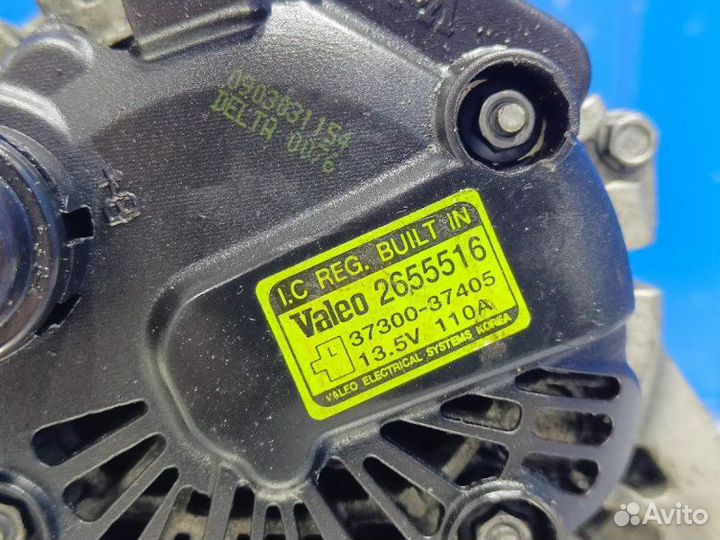 0903031154
DELTA 0076
I.C REG. BUILT IN
Valeo 2655516
37300-37405
13.5V 110A
VALEO ELECTRICAL SYSTEMS KOREA
Avito